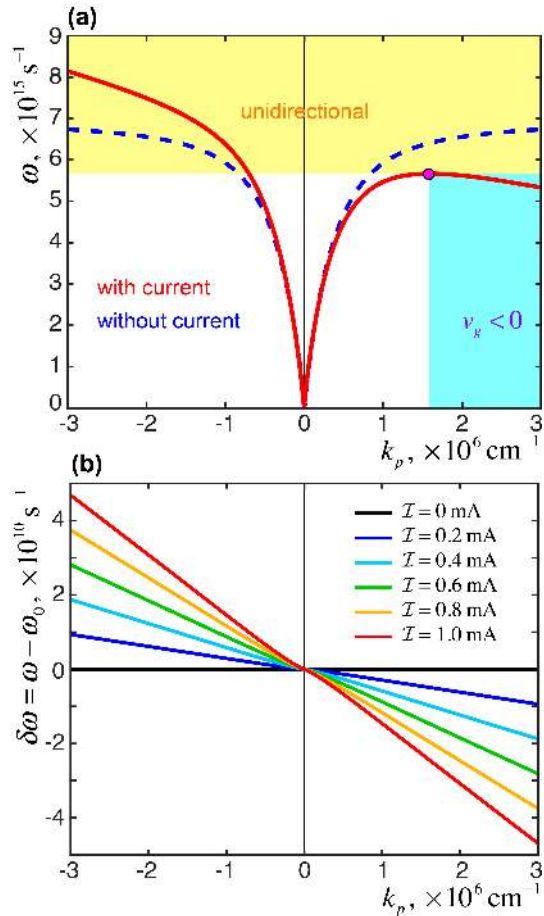 (a)
ω, ×10¹⁵ s⁻¹
9
8
7
6
5
4
3
2
1
0
unidirectional
with current
without current
v_g < 0
-3 -2 -1 0 1 2 3
k_p, ×10⁶ cm⁻¹
(b)
δω = ω − ω₀, ×10¹⁰ s⁻¹
4
2
0
-2
-4
I = 0 mA
I = 0.2 mA
I = 0.4 mA
I = 0.6 mA
I = 0.8 mA
I = 1.0 mA
-3 -2 -1 0 1 2 3
k_p, ×10⁶ cm⁻¹